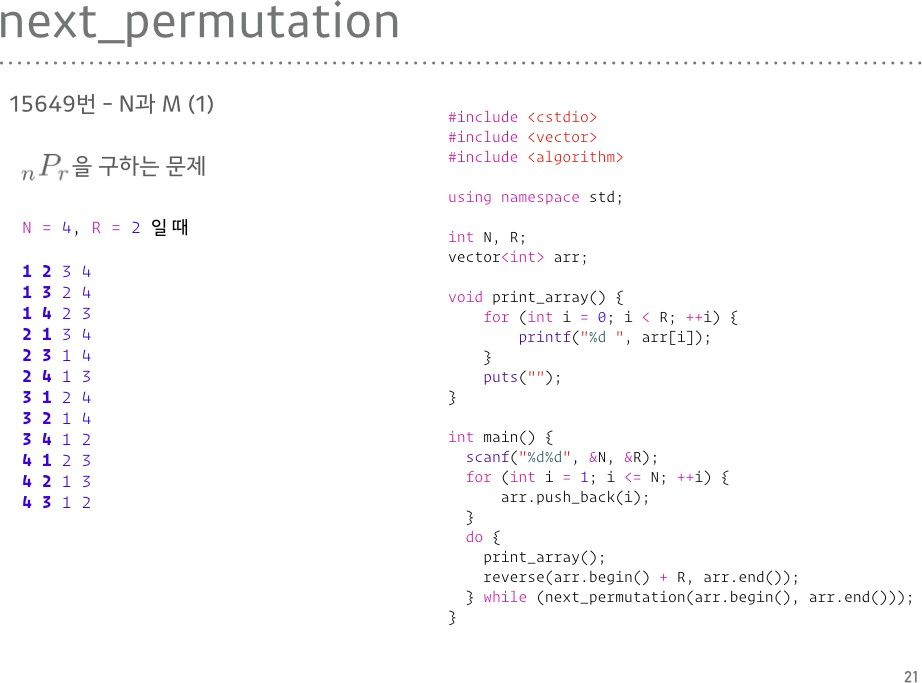 next_permutation
15649번 – N과 M (1)
nPr을 구하는 문제
N = 4, R = 2 일 때
1 2 3 4
1 3 2 4
1 4 2 3
2 1 3 4
2 3 1 4
2 4 1 3
3 1 2 4
3 2 1 4
3 4 1 2
4 1 2 3
4 2 1 3
4 3 1 2
#include <cstdio>
#include <vector>
#include <algorithm>
using namespace std;
int N, R;
vector<int> arr;
void print_array() {
    for (int i = 0; i < R; ++i) {
        printf("%d ", arr[i]);
    }
    puts("");
}
int main() {
  scanf("%d%d", &N, &R);
  for (int i = 1; i <= N; ++i) {
      arr.push_back(i);
  }
  do {
    print_array();
    reverse(arr.begin() + R, arr.end());
  } while (next_permutation(arr.begin(), arr.end()));
}
21